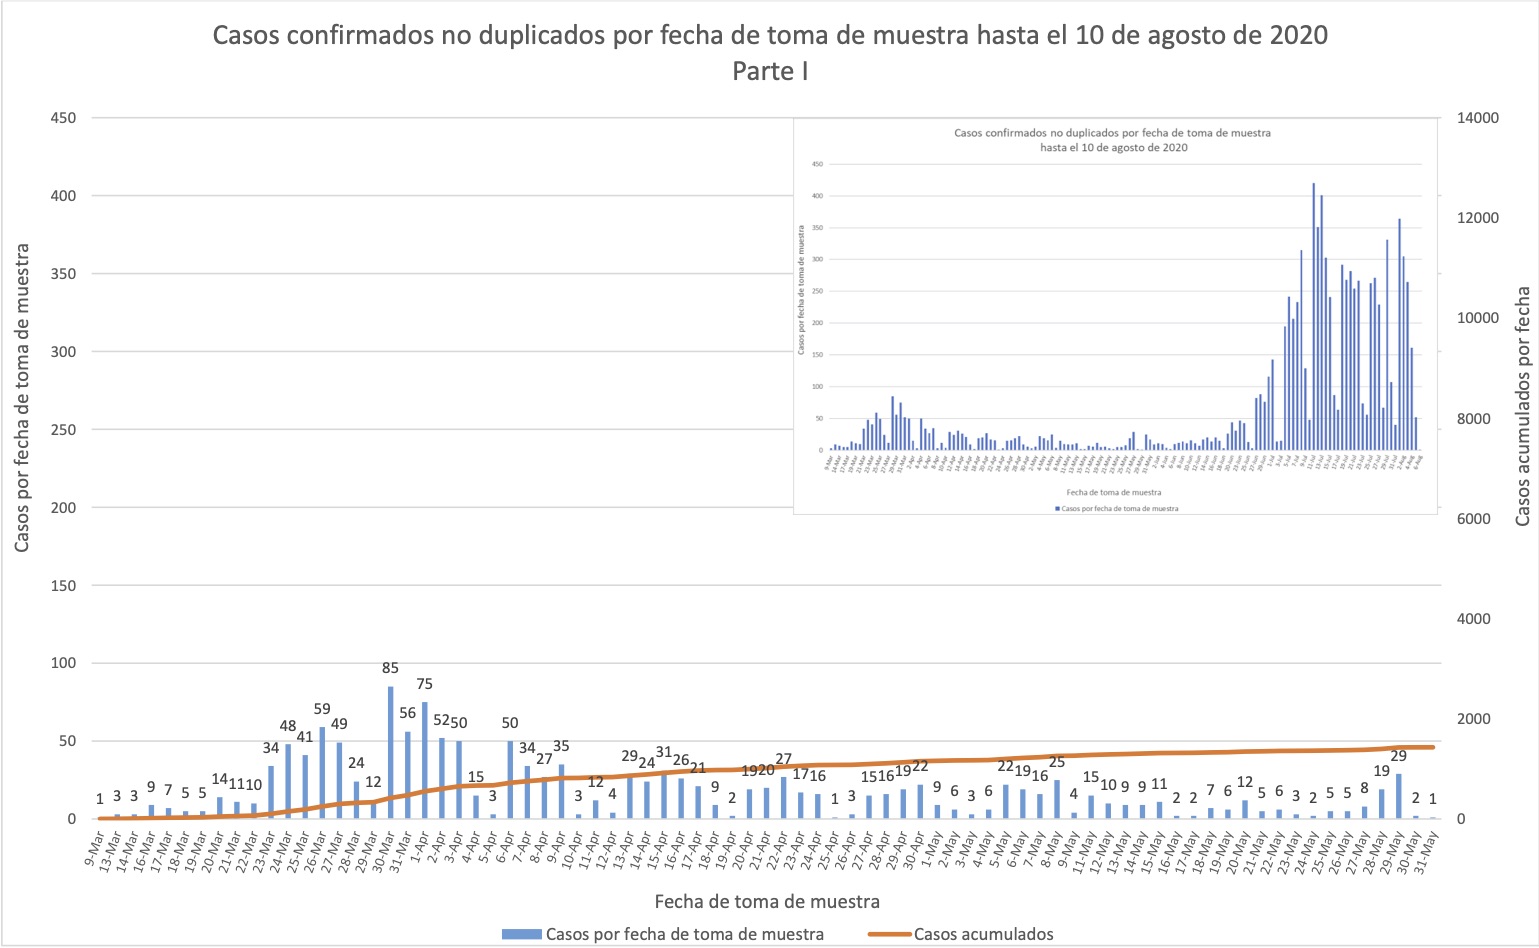 Casos confirmados no duplicados por fecha de toma de muestra hasta el 10 de agosto de 2020
Parte I
Casos por fecha de toma de muestra
450
400
350
300
250
200
150
100
50
0
Casos confirmados no duplicados por fecha de toma de muestra
hasta el 10 de agosto de 2020
Casos por fecha de toma de muestra
450
400
350
300
250
200
150
100
50
0
Fecha de toma de muestra
Casos por fecha de toma de muestra
14000
12000
10000
8000
6000
4000
2000
0
Casos acumulados por fecha
1 3 3 9 7 5 5 14 11 10 34 48 41 59 49 24 12 85 56 75 52 50 15 3 50 34 27 35 3 12 4 29 24 31 26 21 9 2 19 20 27 17 16 1 3 15 16 19 22 9 6 3 6 22 19 16 25 4 15 10 9 9 11 2 2 7 6 12 5 6 3 2 5 5 8 19 29 2 1
9-Mar 13-Mar 14-Mar 16-Mar 17-Mar 18-Mar 19-Mar 20-Mar 21-Mar 22-Mar 23-Mar 24-Mar 25-Mar 26-Mar 27-Mar 28-Mar 29-Mar 30-Mar 31-Mar 1-Apr 2-Apr 3-Apr 4-Apr 5-Apr 6-Apr 7-Apr 8-Apr 9-Apr 10-Apr 11-Apr 12-Apr 13-Apr 14-Apr 15-Apr 16-Apr 17-Apr 18-Apr 19-Apr 20-Apr 21-Apr 22-Apr 23-Apr 24-Apr 25-Apr 26-Apr 27-Apr 28-Apr 29-Apr 30-Apr 1-May 2-May 3-May 4-May 5-May 6-May 7-May 8-May 9-May 11-May 12-May 13-May 14-May 15-May 16-May 17-May 18-May 19-May 20-May 21-May 22-May 23-May 24-May 25-May 26-May 27-May 28-May 29-May 30-May 31-May
Fecha de toma de muestra
Casos por fecha de toma de muestra
Casos acumulados